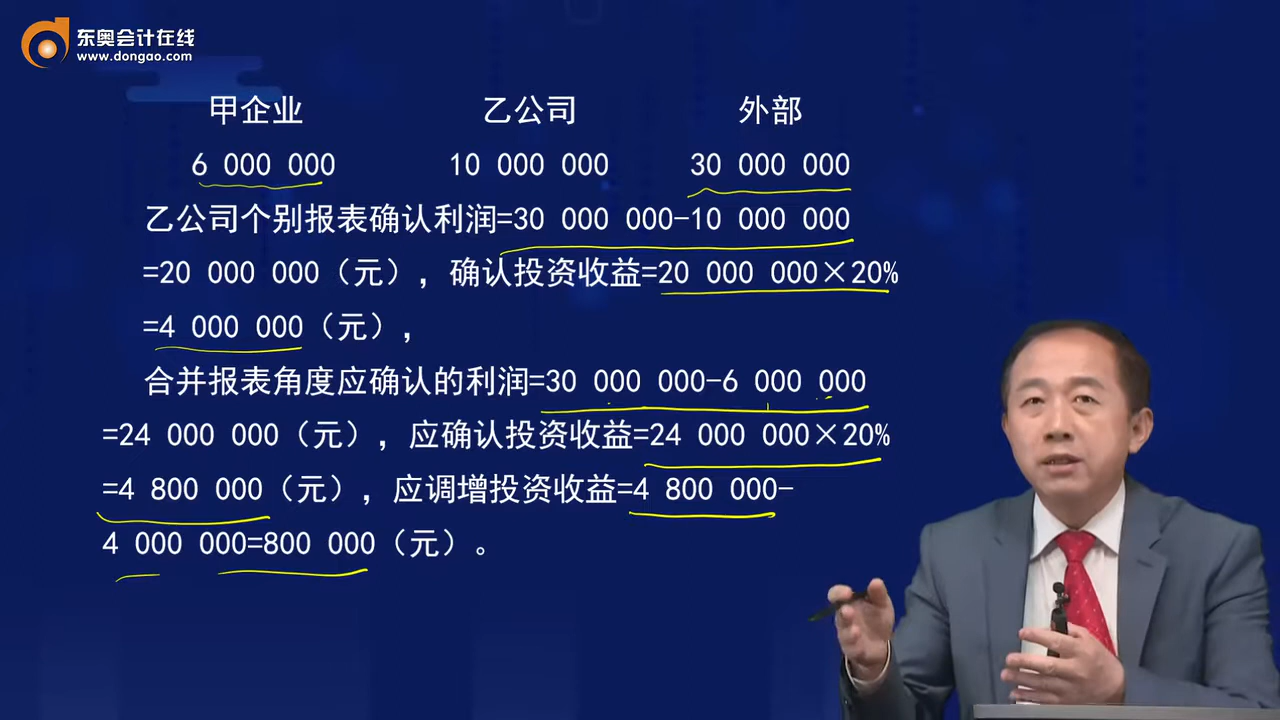 东奥会计在线
www.dongao.com
甲企业 乙公司 外部
6 000 000 10 000 000 30 000 000
乙公司个别报表确认利润=30 000 000-10 000 000
=20 000 000（元），确认投资收益=20 000 000×20%
=4 000 000（元），
合并报表角度应确认的利润=30 000 000-6 000 000
=24 000 000（元），应确认投资收益=24 000 000×20%
=4 800 000（元），应调增投资收益=4 800 000-
4 000 000=800 000（元）。